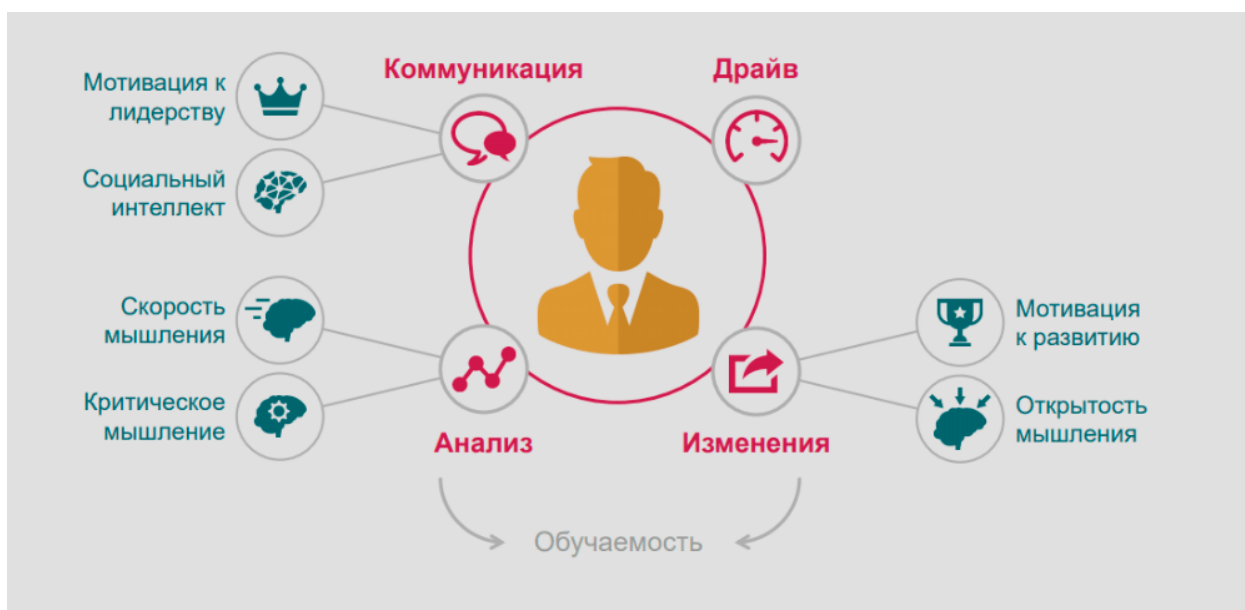 Коммуникация
Драйв
Мотивация к
лидерству
Социальный
интеллект
Скорость
мышления
Критическое
мышление
Мотивация
к развитию
Открытость
мышления
Анализ
Изменения
Обучаемость